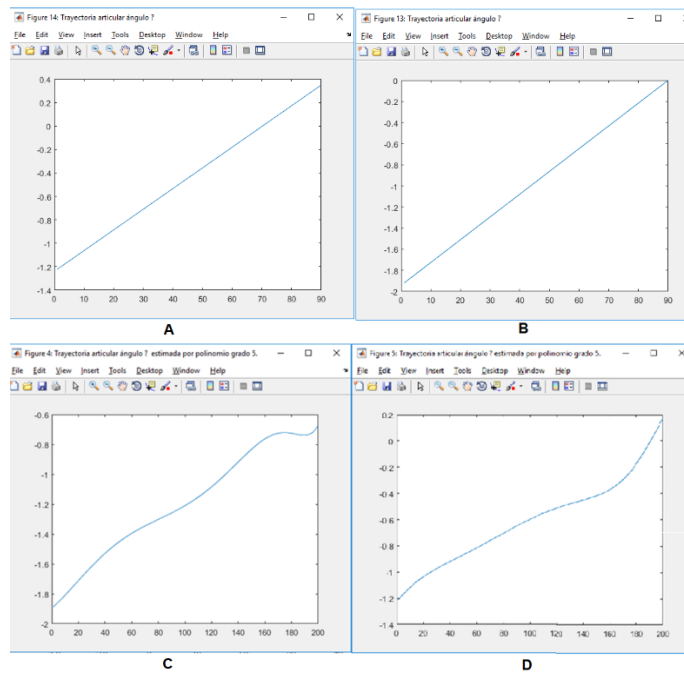 Figure 14: Trayectoria articular ángulo ?
File Edit View Insert Tools Desktop Window Help
0.4
0.2
0
-0.2
-0.4
-0.6
-0.8
-1
-1.2
-1.4
0 10 20 30 40 50 60 70 80 90
A
Figure 13: Trayectoria articular ángulo ?
File Edit View Insert Tools Desktop Window Help
0
-0.2
-0.4
-0.6
-0.8
-1
-1.2
-1.4
-1.6
-1.8
-2
0 10 20 30 40 50 60 70 80 90
B
Figure 4: Trayectoria articular ángulo ? estimada por polinomio grado 5.
File Edit View Insert Tools Desktop Window Help
-0.6
-0.8
-1
-1.2
-1.4
-1.6
-1.8
-2
0 20 40 60 80 100 120 140 160 180 200
C
Figure 5: Trayectoria articular ángulo ? estimada por polinomio grado 5.
File Edit View Insert Tools Desktop Window Help
0.2
0
-0.2
-0.4
-0.6
-0.8
-1
-1.2
-1.4
0 20 40 60 80 100 120 140 160 180 200
D